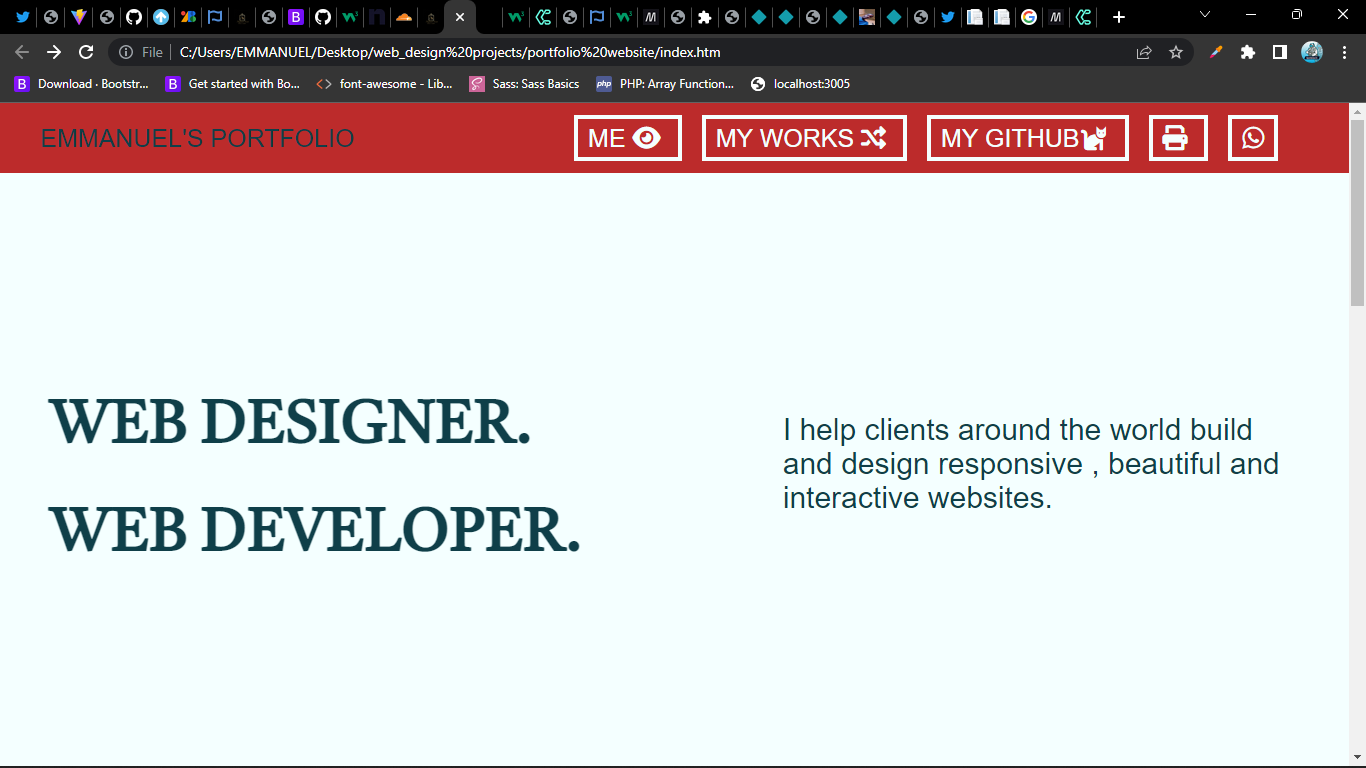 File
C:/Users/EMMANUEL/Desktop/web_design%20projects/portfolio%20website/index.htm
Download · Bootstr...
Get started with Bo...
font-awesome - Lib...
Sass: Sass Basics
php
PHP: Array Function...
localhost:3005
EMMANUEL'S PORTFOLIO
ME
MY WORKS
MY GITHUB
WEB DESIGNER.
WEB DEVELOPER.
I help clients around the world build
and design responsive , beautiful and
interactive websites.